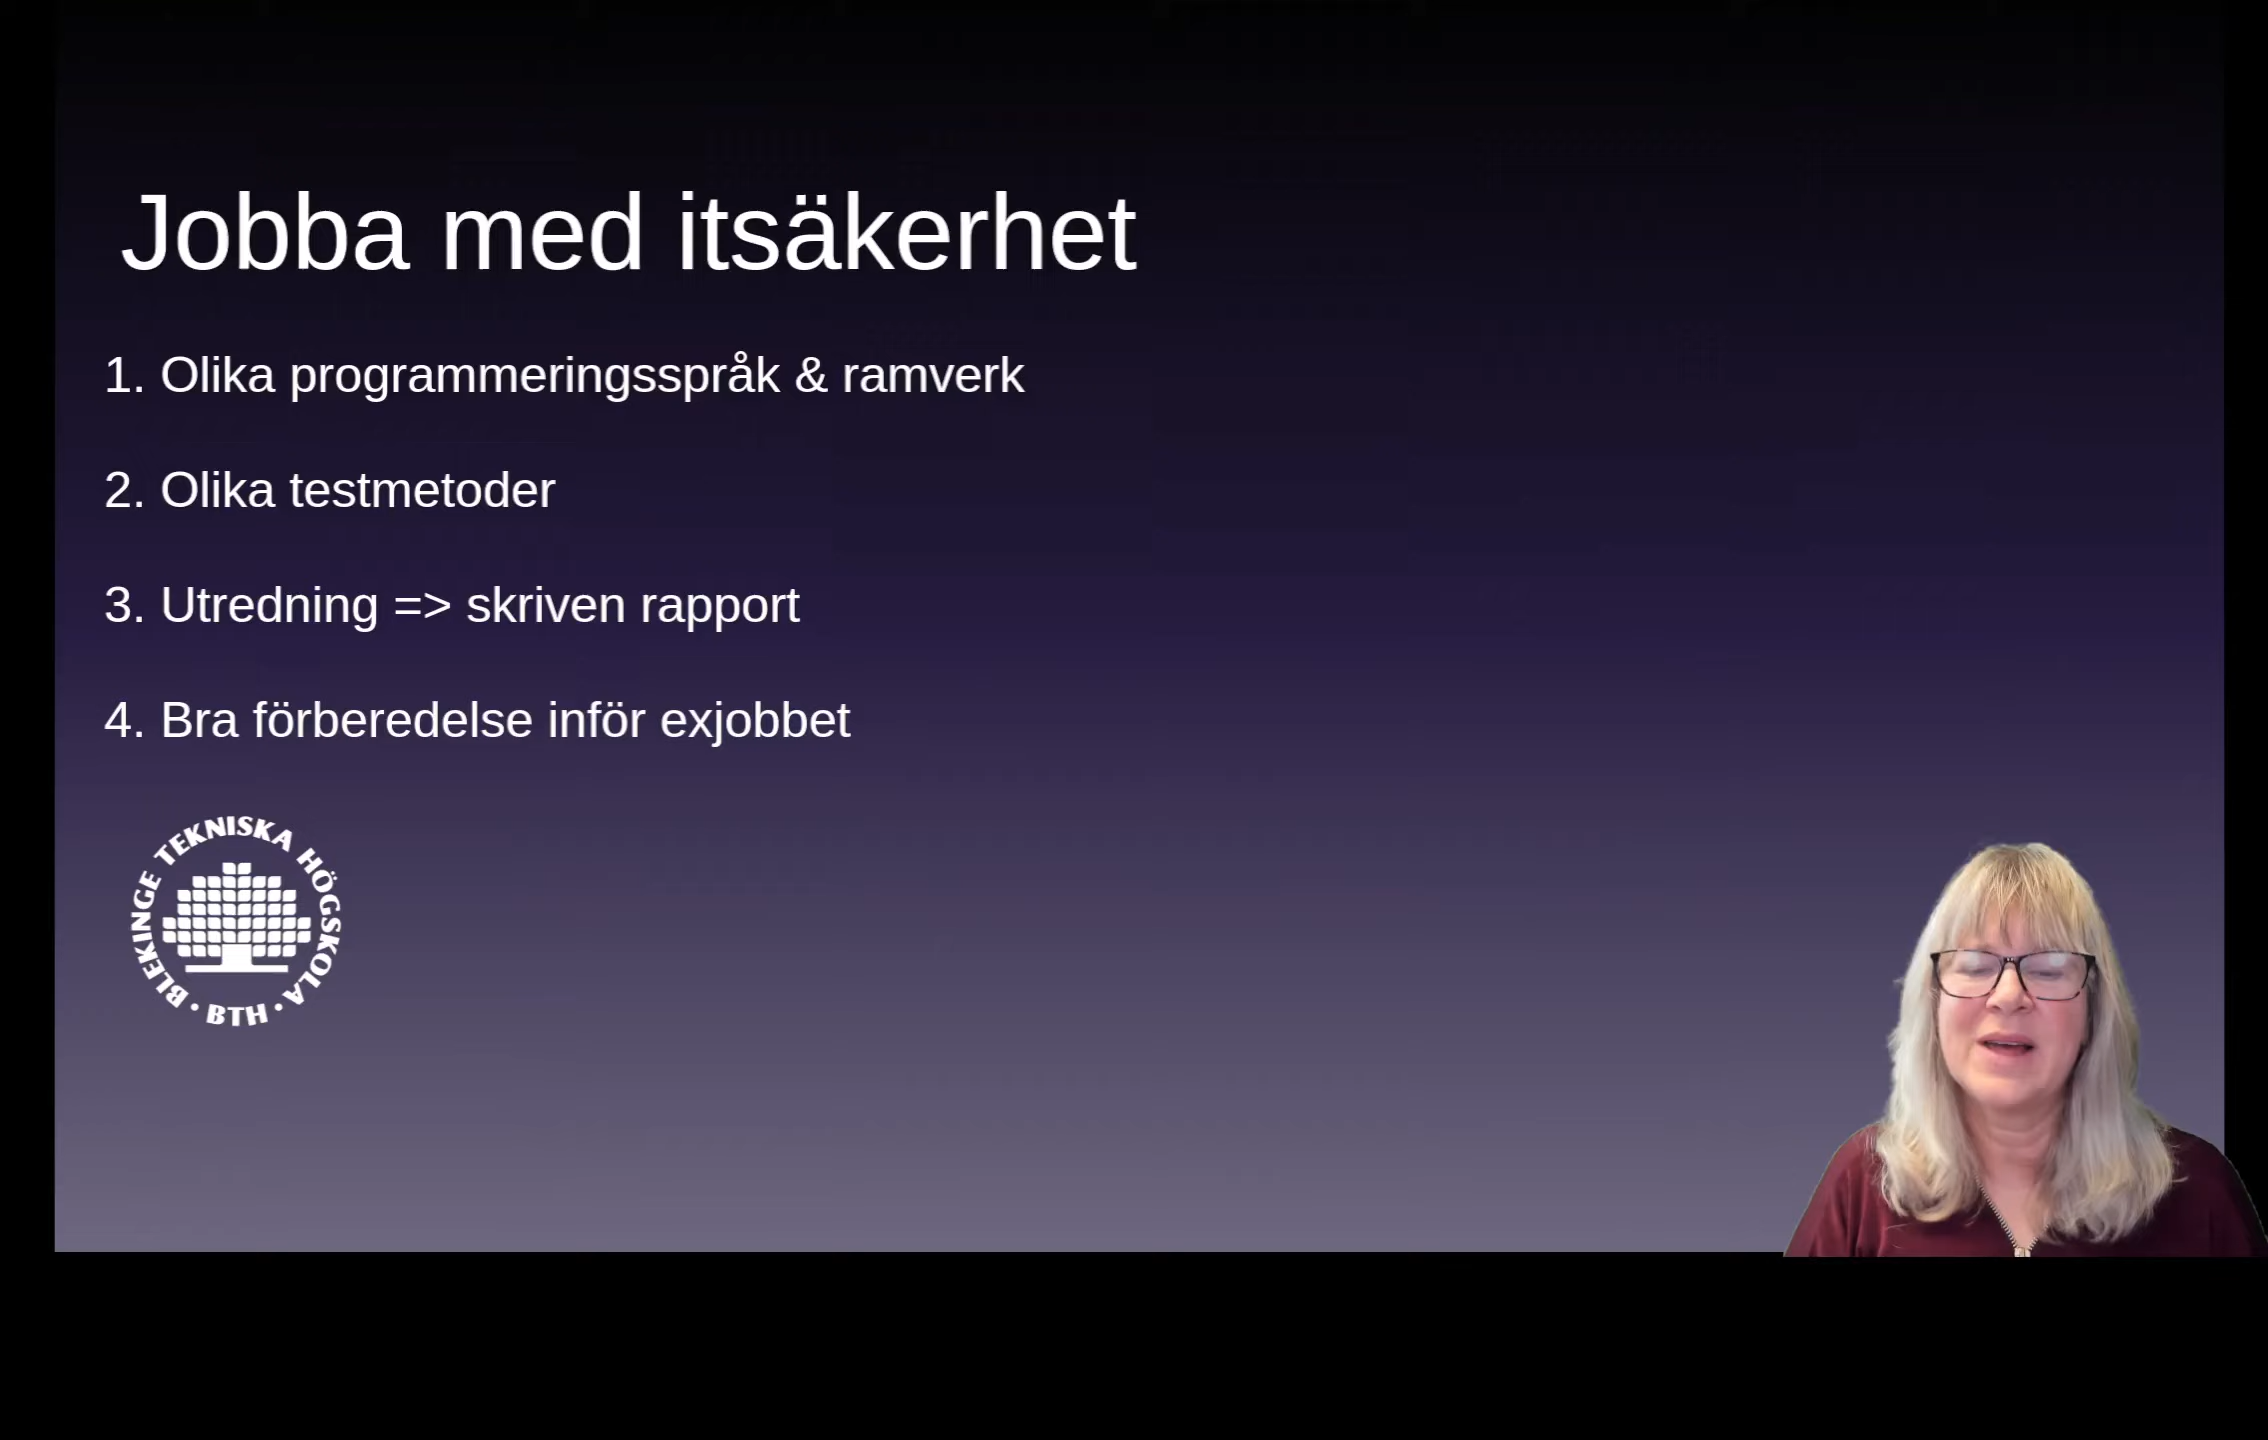 Jobba med itsäkerhet
1. Olika programmeringsspråk & ramverk
2. Olika testmetoder
3. Utredning => skriven rapport
4. Bra förberedelse inför exjobbet
BLEKINGE TEKNISKA HÖGSKOLA
• BTH •